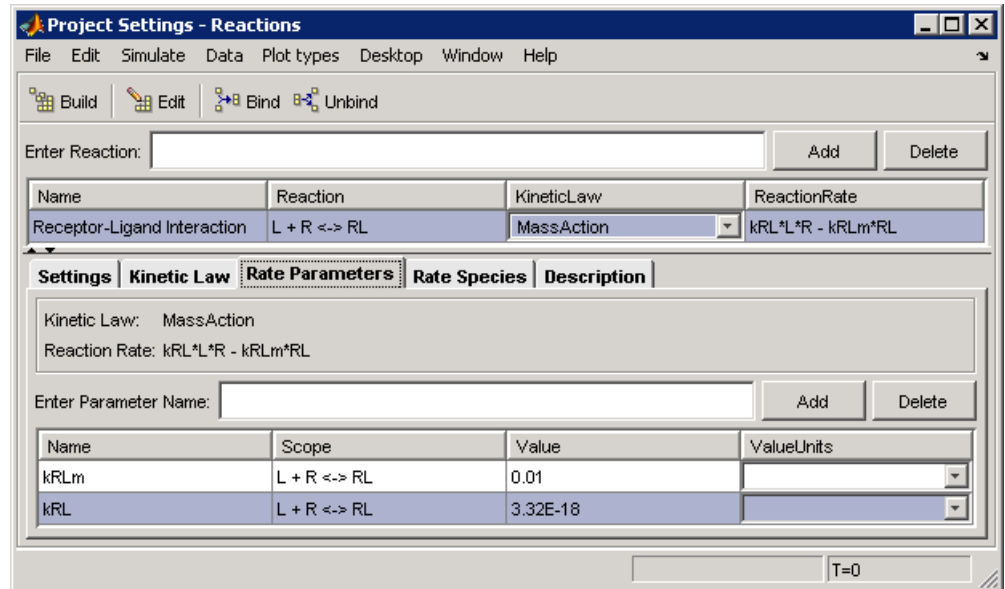 Project Settings - Reactions
File Edit Simulate Data Plot types Desktop Window Help
Build Edit Bind Unbind
Enter Reaction: Add Delete
Name Reaction KineticLaw ReactionRate
Receptor-Ligand Interaction L + R <-> RL MassAction kRL*L*R - kRLm*RL
Settings Kinetic Law Rate Parameters Rate Species Description
Kinetic Law: MassAction
Reaction Rate: kRL*L*R - kRLm*RL
Enter Parameter Name: Add Delete
Name Scope Value ValueUnits
kRLm L + R <-> RL 0.01
kRL L + R <-> RL 3.32E-18
T=0